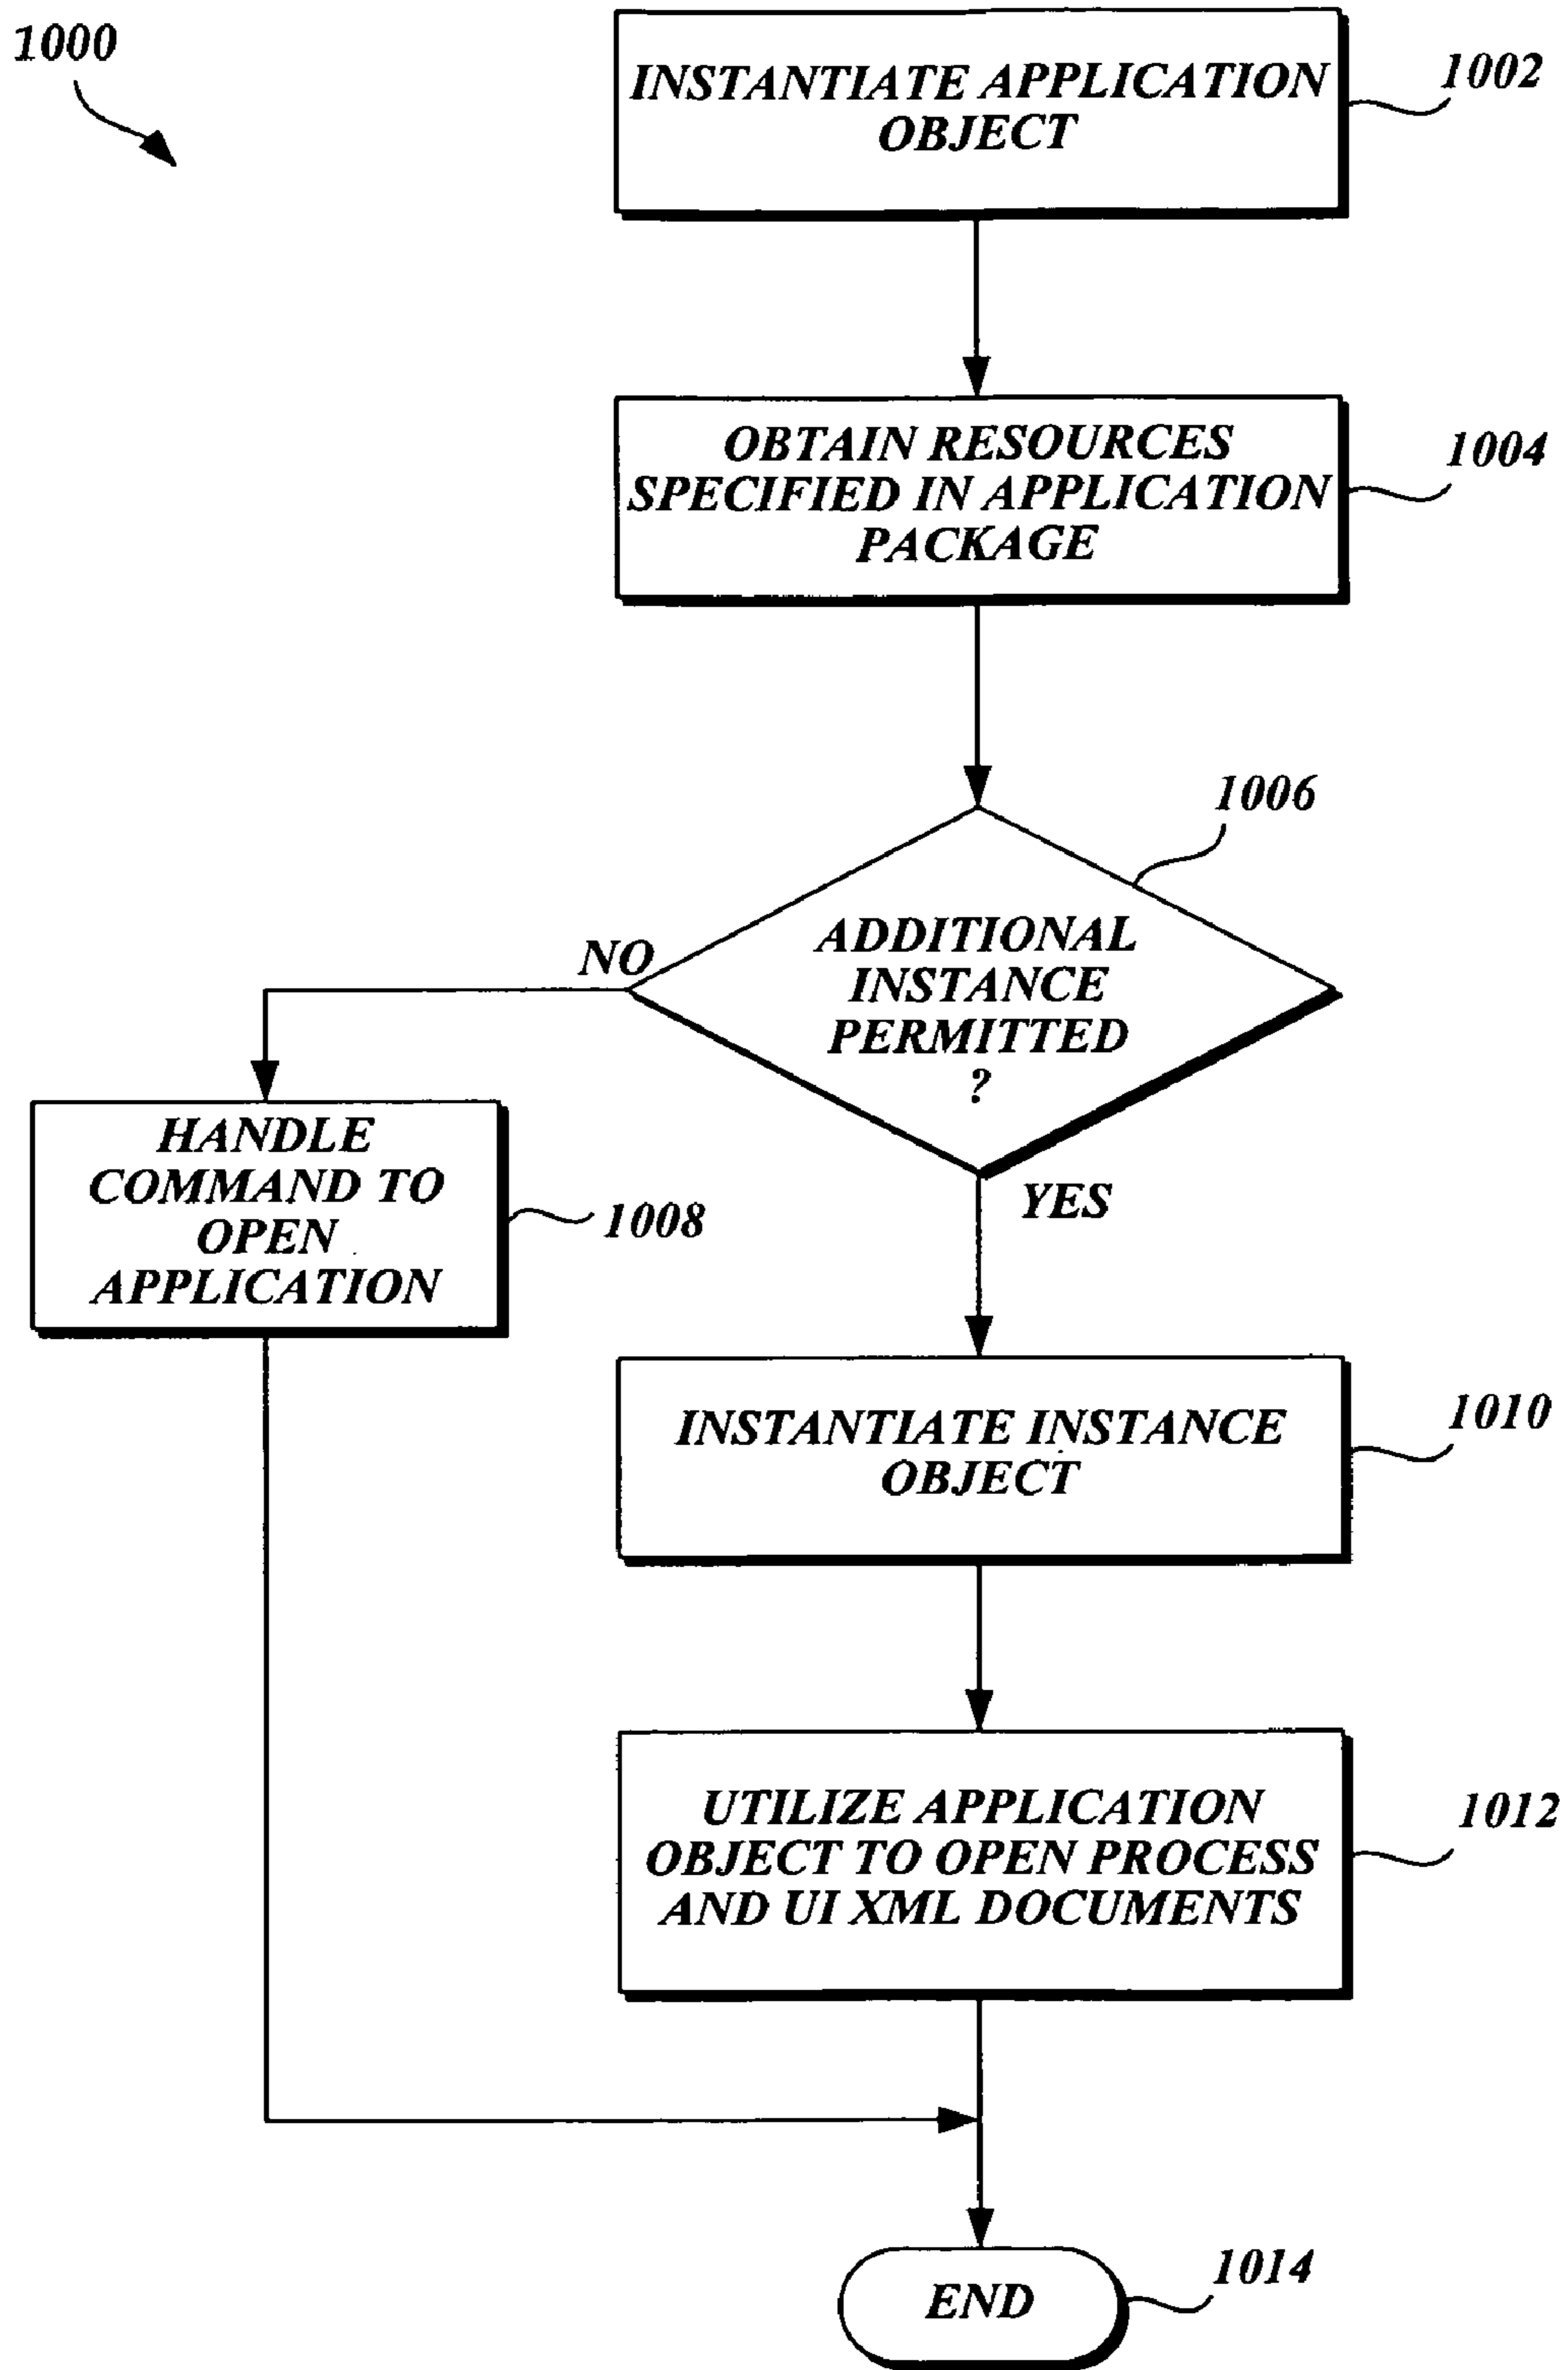 1000
INSTANTIATE APPLICATION
OBJECT
1002
OBTAIN RESOURCES
SPECIFIED IN APPLICATION
PACKAGE
1004
1006
ADDITIONAL
INSTANCE
PERMITTED
?
NO
YES
HANDLE
COMMAND TO
OPEN
APPLICATION
1008
INSTANTIATE INSTANCE
OBJECT
1010
UTILIZE APPLICATION
OBJECT TO OPEN PROCESS
AND UI XML DOCUMENTS
1012
END
1014